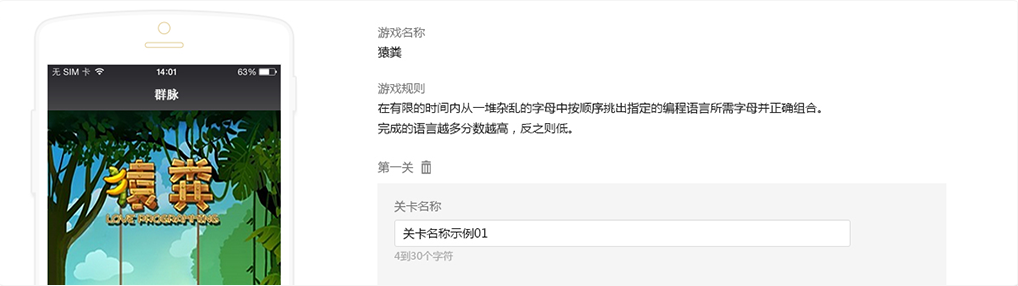 无 SIM 卡
14:01
63%
群脉
猿粪
LOVE PROGRAMMING
游戏名称
猿粪
游戏规则
在有限的时间内从一堆杂乱的字母中按顺序挑出指定的编程语言所需字母并正确组合。
完成的语言越多分数越高，反之则低。
第一关
关卡名称
关卡名称示例01
4到30个字符